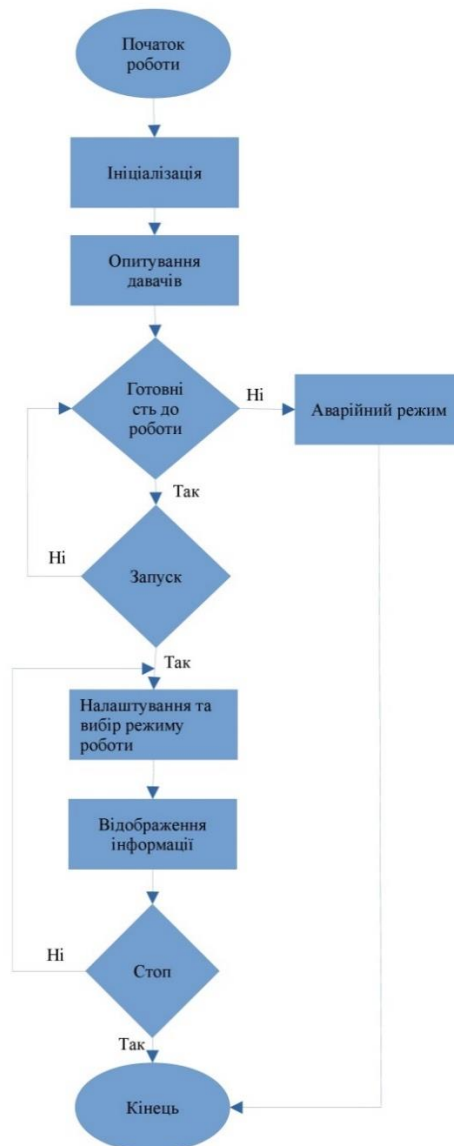 Початок
роботи
Ініціалізація
Опитування
давачів
Готовні
сть до
роботи
Ні
Аварійний режим
Так
Ні
Запуск
Так
Налаштування та
вибір режиму
роботи
Відображення
інформації
Ні
Стоп
Так
Кінець